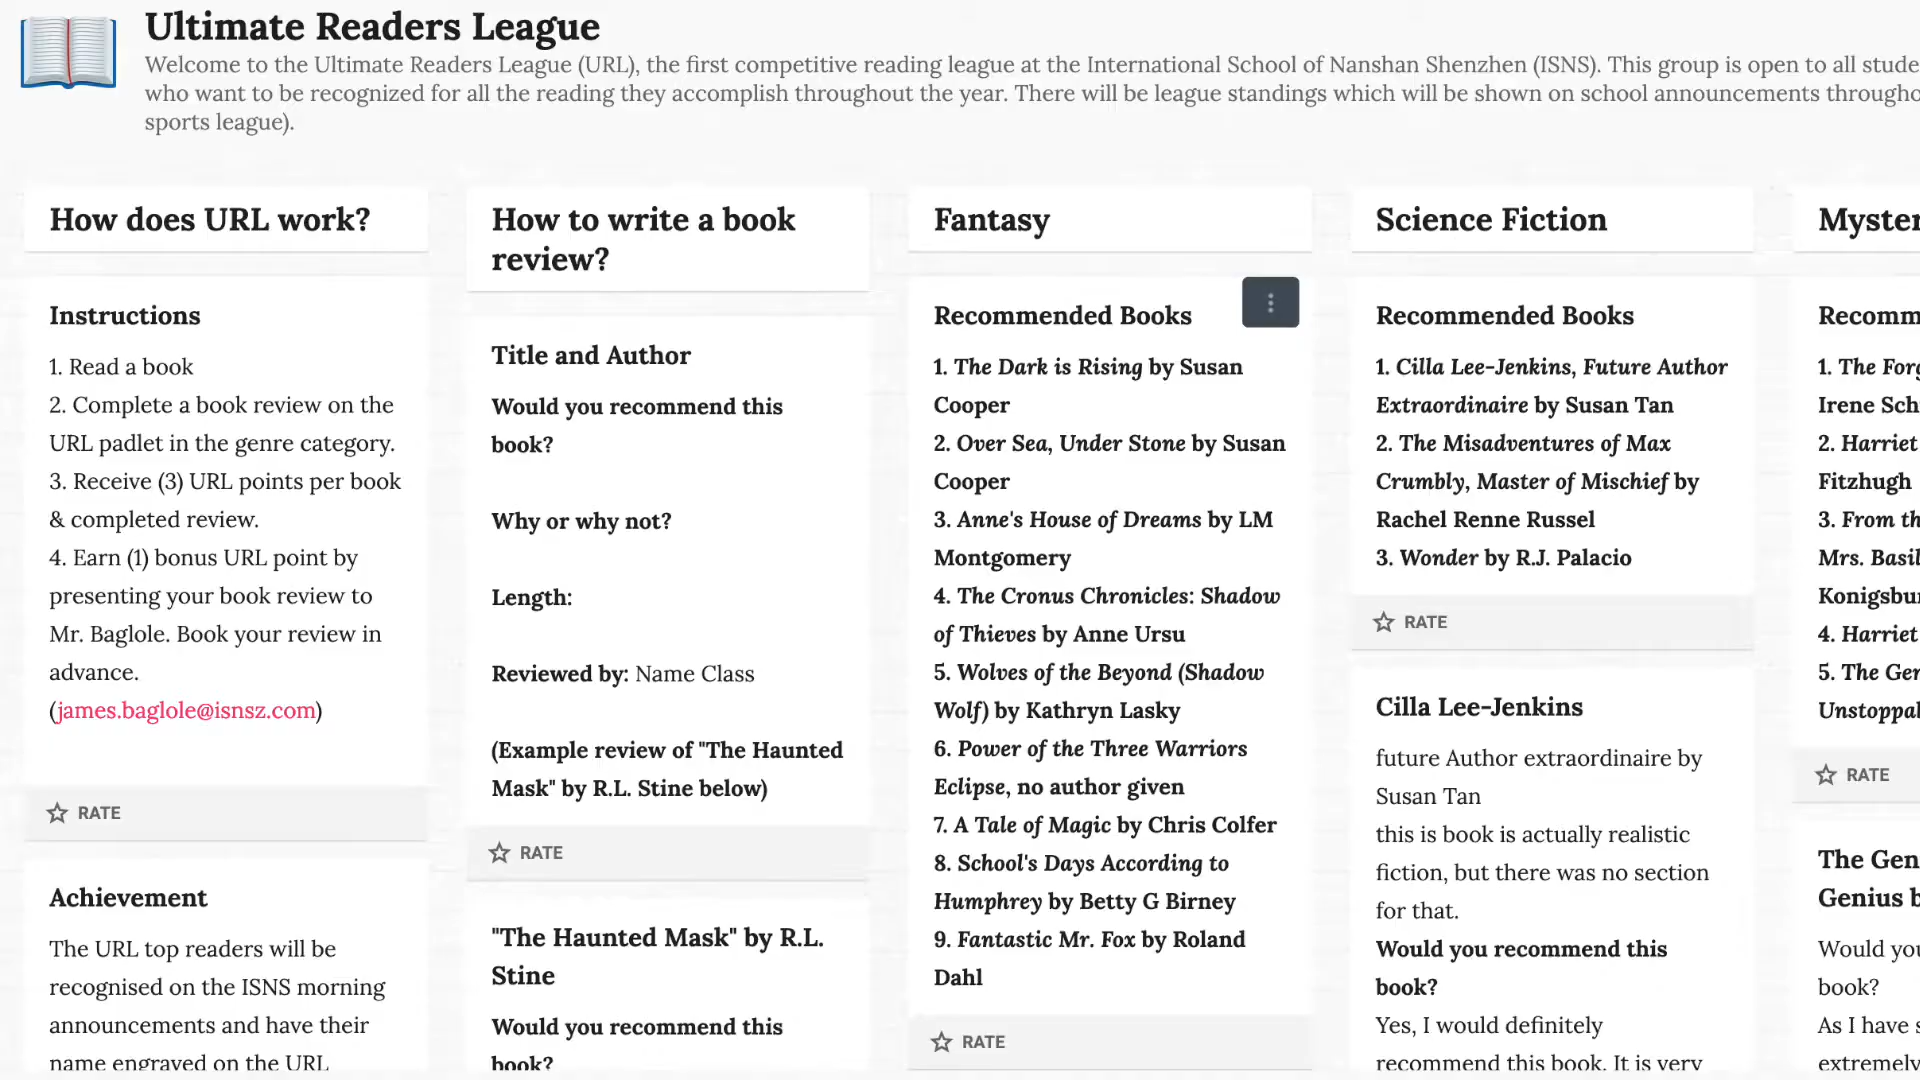 Ultimate Readers League
Welcome to the Ultimate Readers League (URL), the first competitive reading league at the International School of Nanshan Shenzhen (ISNS). This group is open to all stude
who want to be recognized for all the reading they accomplish throughout the year. There will be league standings which will be shown on school announcements througho
sports league).
How does URL work?
Instructions
1. Read a book
2. Complete a book review on the
URL padlet in the genre category.
3. Receive (3) URL points per book
& completed review.
4. Earn (1) bonus URL point by
presenting your book review to
Mr. Baglole. Book your review in
advance.
(james.baglole@isnsz.com)
RATE
Achievement
The URL top readers will be
recognised on the ISNS morning
announcements and have their
name engraved on the URL
How to write a book
review?
Title and Author
Would you recommend this
book?
Why or why not?
Length:
Reviewed by: Name Class
(Example review of "The Haunted
Mask" by R.L. Stine below)
RATE
"The Haunted Mask" by R.L.
Stine
Would you recommend this
book?
Fantasy
Recommended Books
1. The Dark is Rising by Susan
Cooper
2. Over Sea, Under Stone by Susan
Cooper
3. Anne's House of Dreams by LM
Montgomery
4. The Cronus Chronicles: Shadow
of Thieves by Anne Ursu
5. Wolves of the Beyond (Shadow
Wolf) by Kathryn Lasky
6. Power of the Three Warriors
Eclipse, no author given
7. A Tale of Magic by Chris Colfer
8. School's Days According to
Humphrey by Betty G Birney
9. Fantastic Mr. Fox by Roland
Dahl
RATE
Science Fiction
Recommended Books
1. Cilla Lee-Jenkins, Future Author
Extraordinaire by Susan Tan
2. The Misadventures of Max
Crumbly, Master of Mischief by
Rachel Renne Russel
3. Wonder by R.J. Palacio
RATE
Cilla Lee-Jenkins
future Author extraordinaire by
Susan Tan
this is book is actually realistic
fiction, but there was no section
for that.
Would you recommend this
book?
Yes, I would definitely
recommend this book. It is very
Myster
Recomm
1. The Forg
Irene Sch
2. Harriet
Fitzhugh
3. From th
Mrs. Basil
Konigsbur
4. Harriet
5. The Ger
Unstoppal
RATE
The Gen
Genius b
Would you
book?
As I have s
extremely